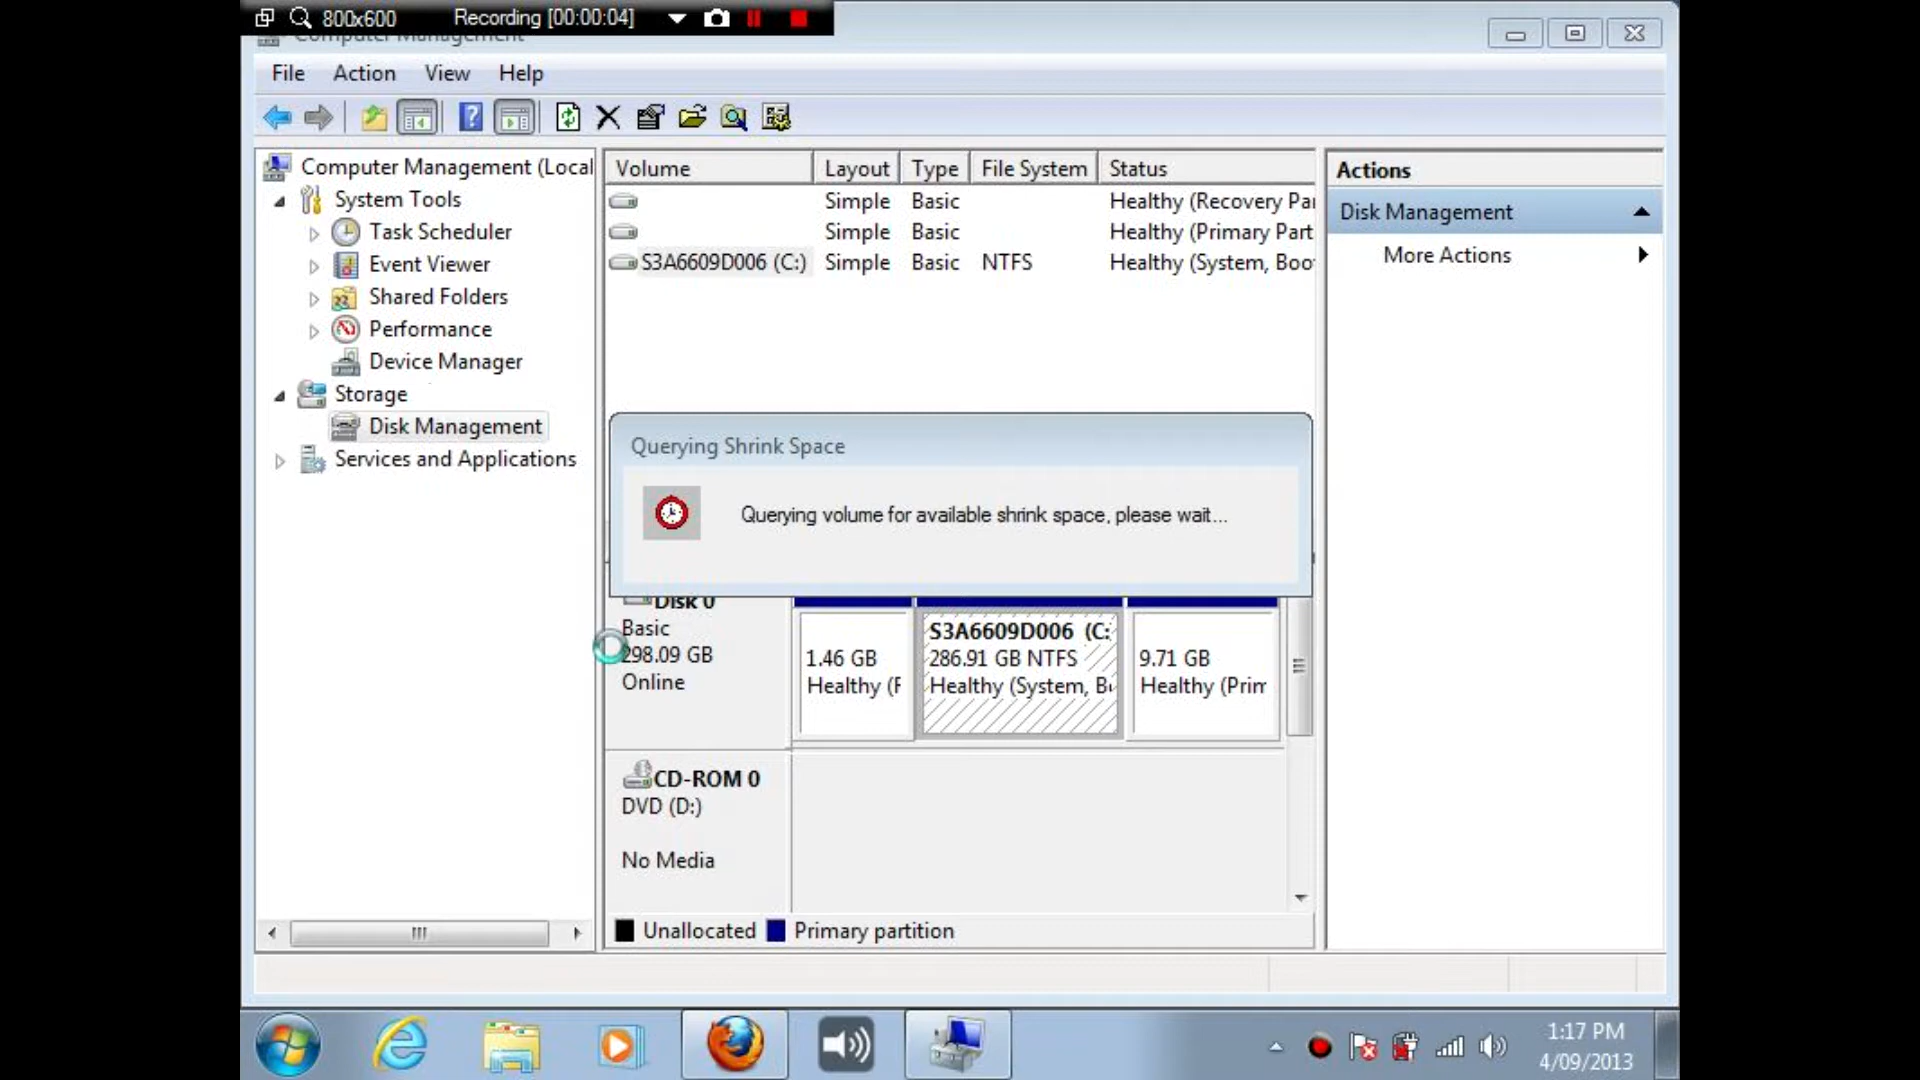 800x600
Recording [00:00:04]
Computer Management
File Action View Help
Computer Management (Local
System Tools
Task Scheduler
Event Viewer
Shared Folders
Performance
Device Manager
Storage
Disk Management
Services and Applications
Volume Layout Type File System Status
Simple Basic Healthy (Recovery Par
Simple Basic Healthy (Primary Part
S3A6609D006 (C:) Simple Basic NTFS Healthy (System, Boo
Actions
Disk Management
More Actions
Querying Shrink Space
Querying volume for available shrink space, please wait...
Disk 0
Basic
298.09 GB
Online
1.46 GB
Healthy (F
S3A6609D006 (C:
286.91 GB NTFS
Healthy (System, B
9.71 GB
Healthy (Prim
CD-ROM 0
DVD (D:)
No Media
Unallocated Primary partition
1:17 PM
4/09/2013